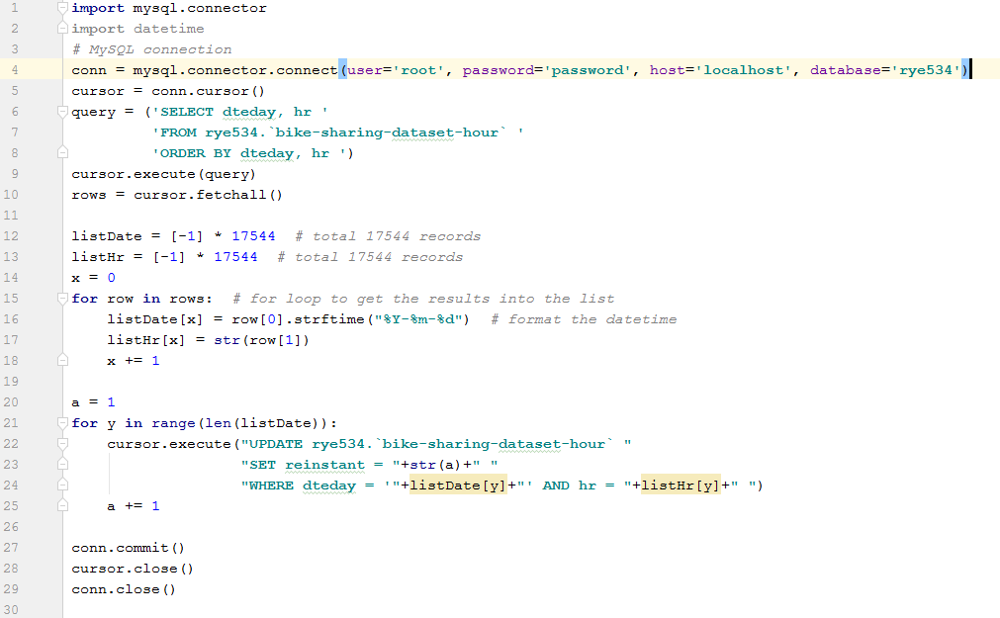 1 import mysql.connector
2 import datetime
3 # MySQL connection
4 conn = mysql.connector.connect(user='root', password='password', host='localhost', database='rye534')
5 cursor = conn.cursor()
6 query = ('SELECT dteday, hr '
7          'FROM rye534.`bike-sharing-dataset-hour` '
8          'ORDER BY dteday, hr ')
9 cursor.execute(query)
10 rows = cursor.fetchall()
11
12 listDate = [-1] * 17544  # total 17544 records
13 listHr = [-1] * 17544  # total 17544 records
14 x = 0
15 for row in rows:  # for loop to get the results into the list
16     listDate[x] = row[0].strftime("%Y-%m-%d")  # format the datetime
17     listHr[x] = str(row[1])
18     x += 1
19
20 a = 1
21 for y in range(len(listDate)):
22     cursor.execute("UPDATE rye534.`bike-sharing-dataset-hour` "
23                    "SET reinstant = "+str(a)+" "
24                    "WHERE dteday = '"+listDate[y]+"' AND hr = "+listHr[y]+" ")
25     a += 1
26
27 conn.commit()
28 cursor.close()
29 conn.close()
30